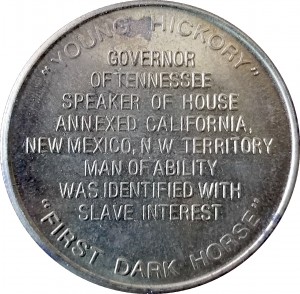 "YOUNG HICKORY"
GOVERNOR
OF TENNESSEE
SPEAKER OF HOUSE
ANNEXED CALIFORNIA,
NEW MEXICO, N.W. TERRITORY
MAN OF ABILITY
WAS IDENTIFIED WITH
SLAVE INTEREST
"FIRST DARK HORSE"